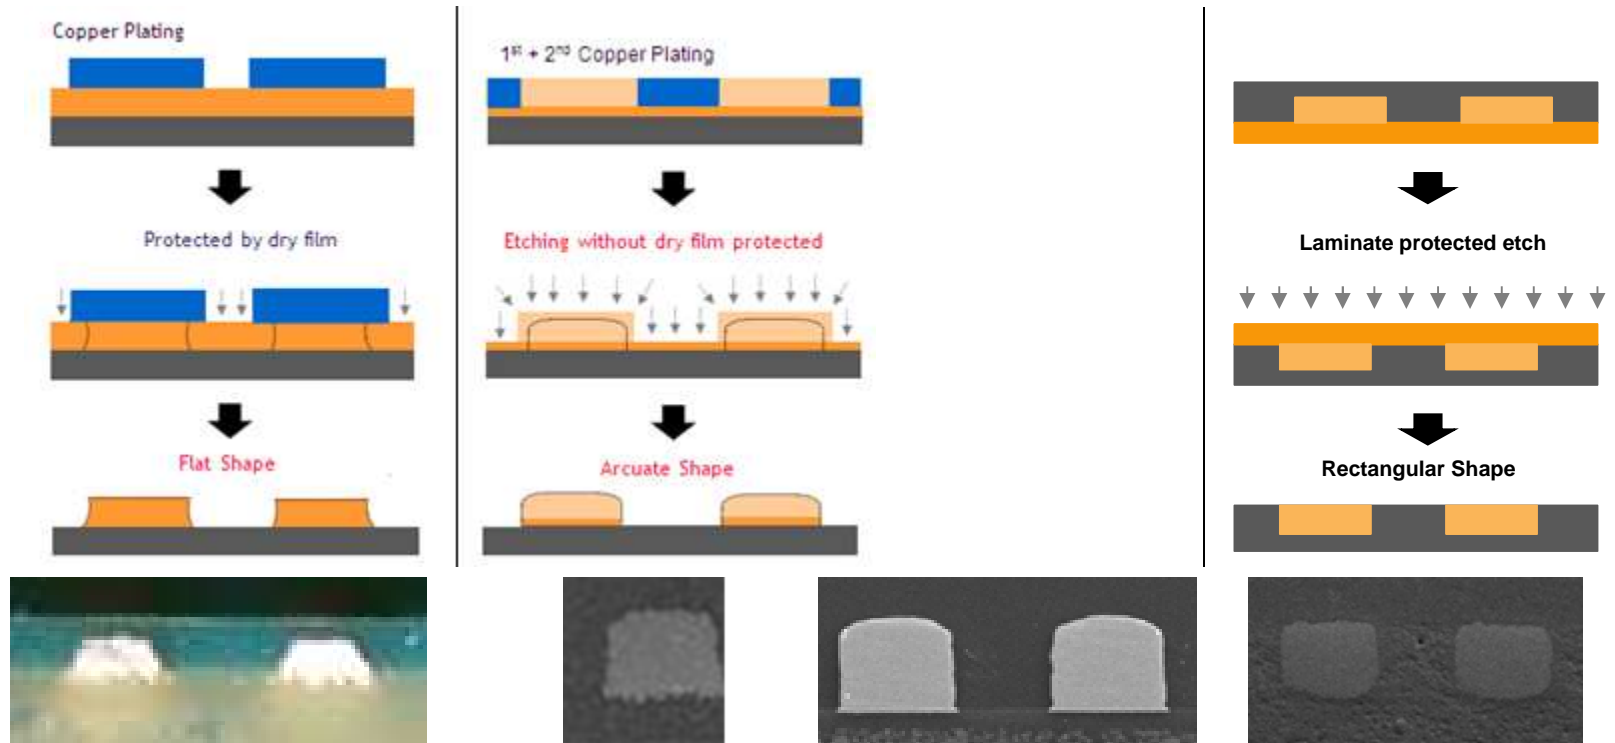 Copper Plating
Protected by dry film
Flat Shape
1st + 2nd Copper Plating
Etching without dry film protected
Arcuate Shape
Laminate protected etch
Rectangular Shape